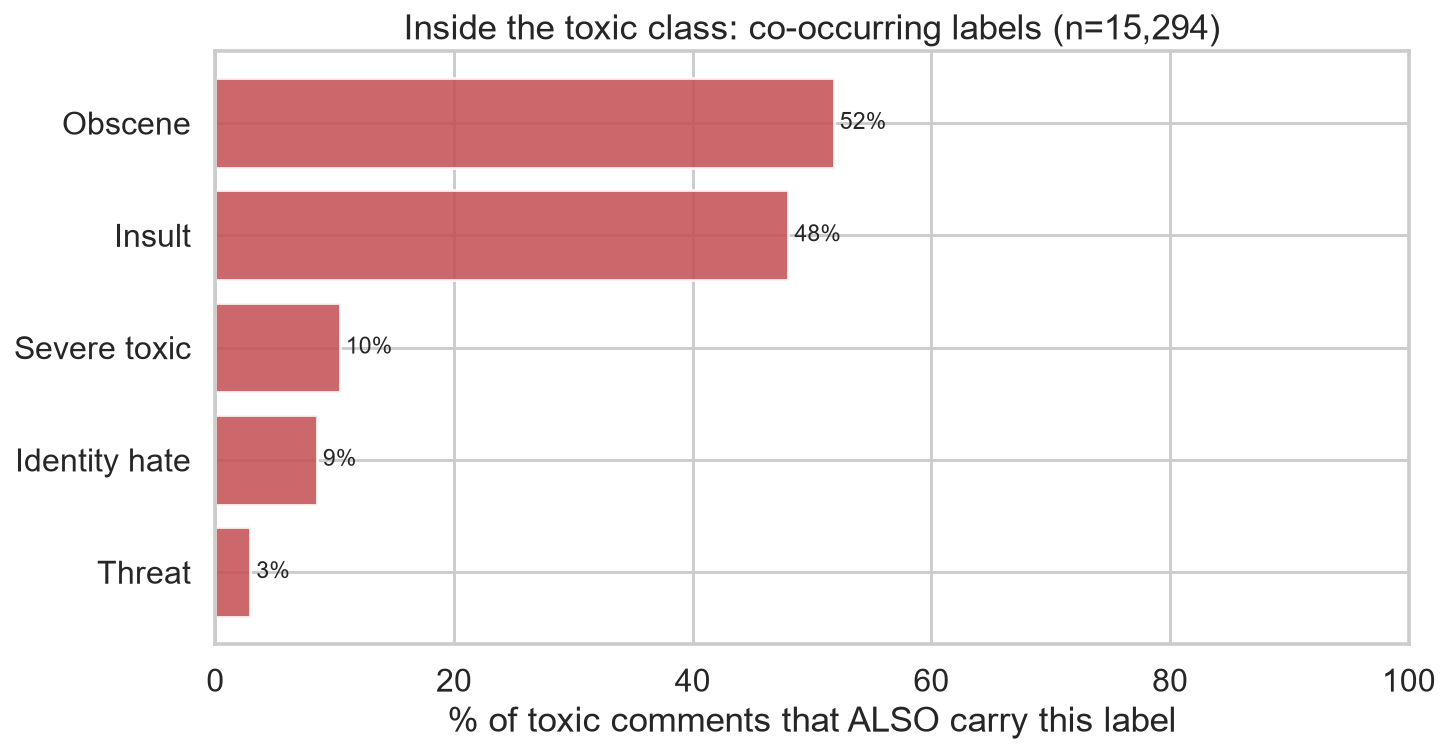 Inside the toxic class: co-occurring labels (n=15,294)
Obscene 52%
Insult 48%
Severe toxic 10%
Identity hate 9%
Threat 3%
0 20 40 60 80 100
% of toxic comments that ALSO carry this label